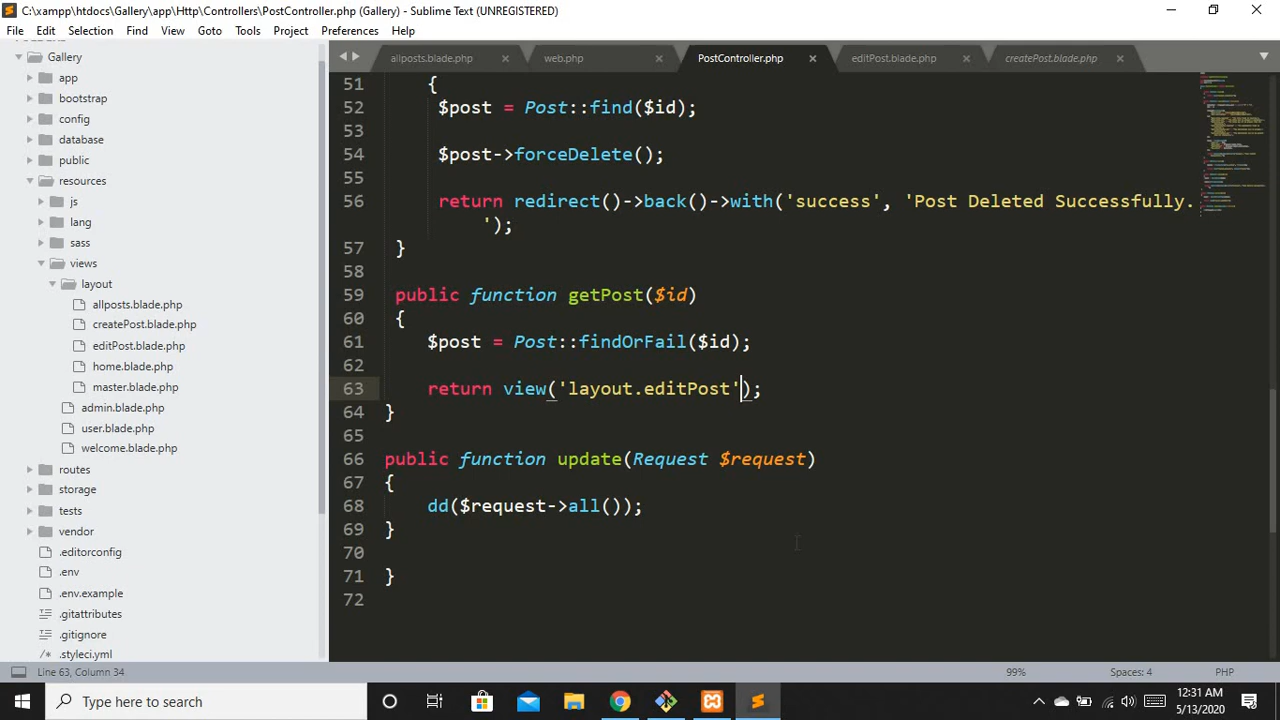 C:\xampp\htdocs\Gallery\app\Http\Controllers\PostController.php (Gallery) - Sublime Text (UNREGISTERED)
File Edit Selection Find View Goto Tools Project Preferences Help
allposts.blade.php × web.php × PostController.php × editPost.blade.php × createPost.blade.php ×
Gallery
app
bootstrap
config
database
public
resources
js
lang
sass
views
layout
allposts.blade.php
createPost.blade.php
editPost.blade.php
home.blade.php
master.blade.php
admin.blade.php
user.blade.php
welcome.blade.php
routes
storage
tests
vendor
.editorconfig
.env
.env.example
.gitattributes
.gitignore
.styleci.yml
51 {
52 $post = Post::find($id);
53
54 $post->forceDelete();
55
56 return redirect()->back()->with('success', 'Post Deleted Successfully.
');
57 }
58
59 public function getPost($id)
60 {
61 $post = Post::findOrFail($id);
62
63 return view('layout.editPost');
64 }
65
66 public function update(Request $request)
67 {
68 dd($request->all());
69 }
70
71 }
72
Line 63, Column 34 99% Spaces: 4 PHP
Type here to search
12:31 AM
5/13/2020